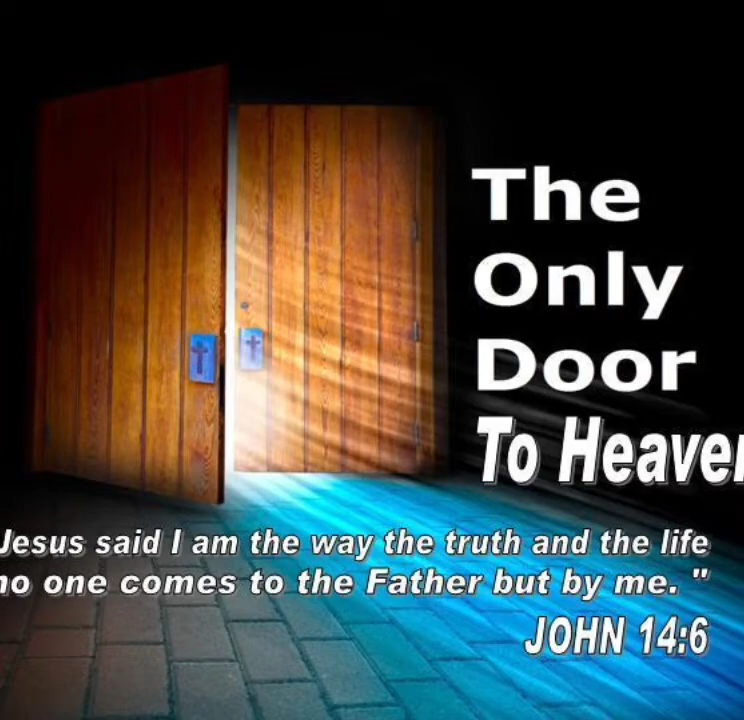 The
Only
Door
To Heaven
Jesus said I am the way the truth and the life
no one comes to the Father but by me. "
JOHN 14:6